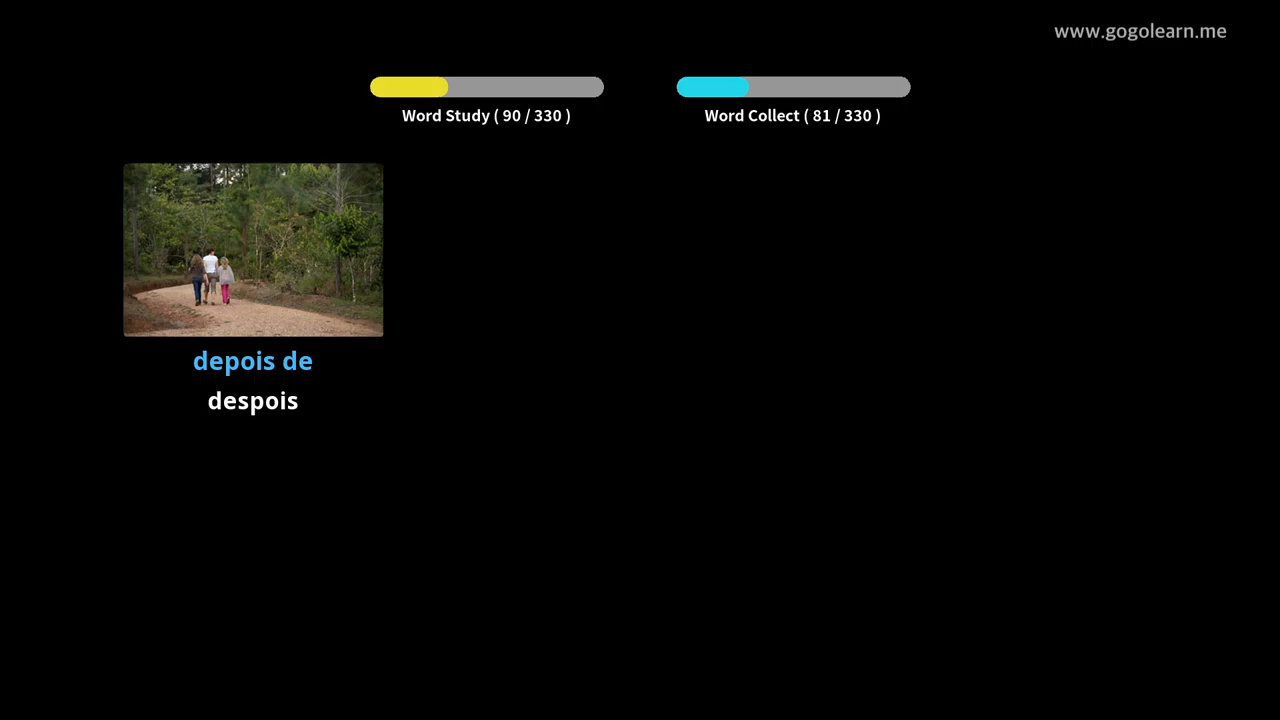 www.gogolearn.me
Word Study ( 90 / 330 )
Word Collect ( 81 / 330 )
depois de
despois